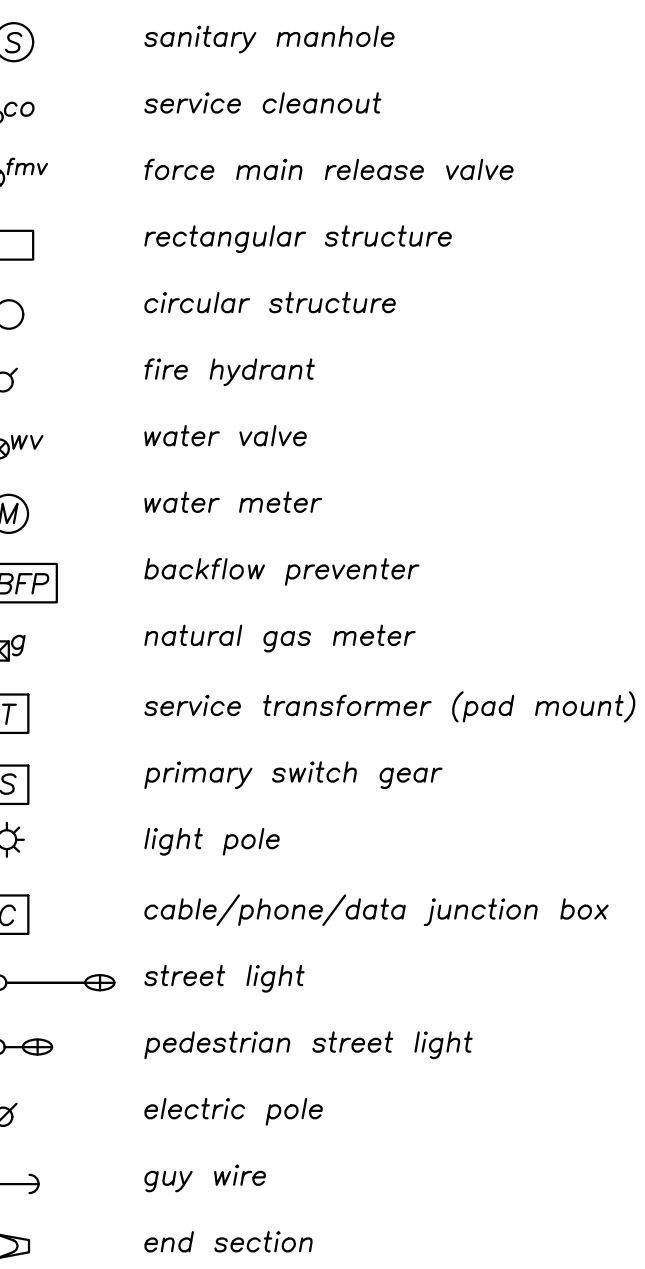 S sanitary manhole
co service cleanout
fmv force main release valve
rectangular structure
circular structure
fire hydrant
wv water valve
M water meter
BFP backflow preventer
g natural gas meter
T service transformer (pad mount)
S primary switch gear
light pole
C cable/phone/data junction box
street light
pedestrian street light
electric pole
guy wire
end section